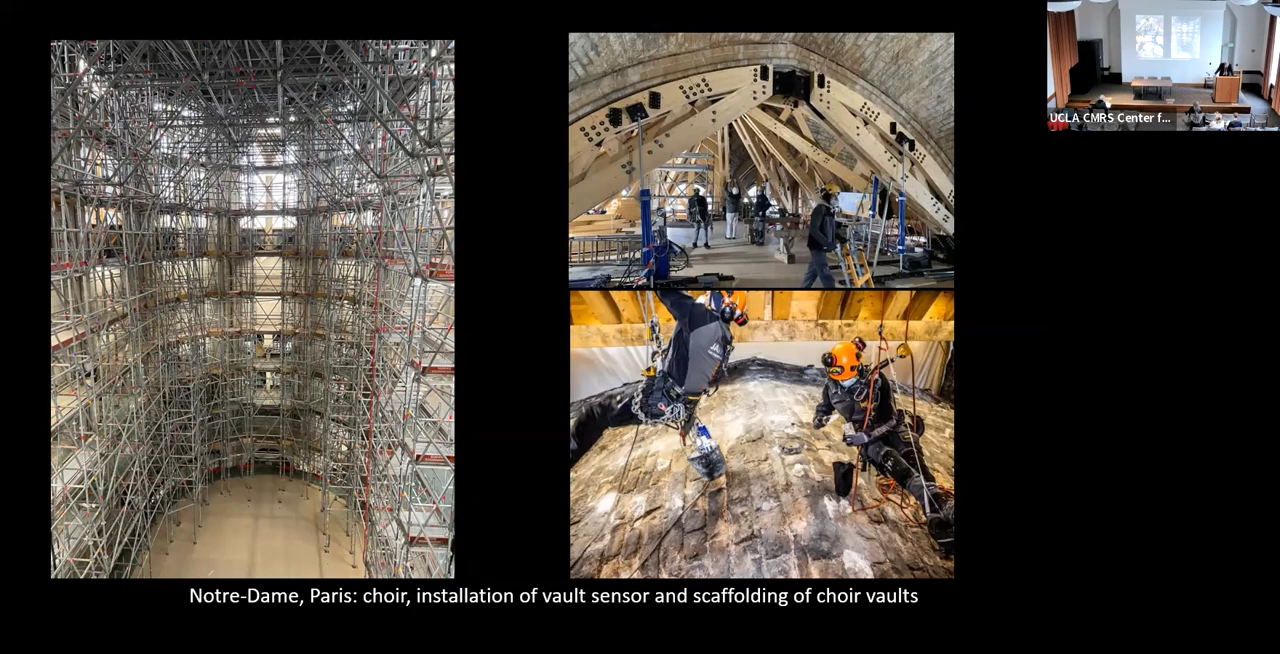 UCLA CMRS Center f...
Notre-Dame, Paris: choir, installation of vault sensor and scaffolding of choir vaults